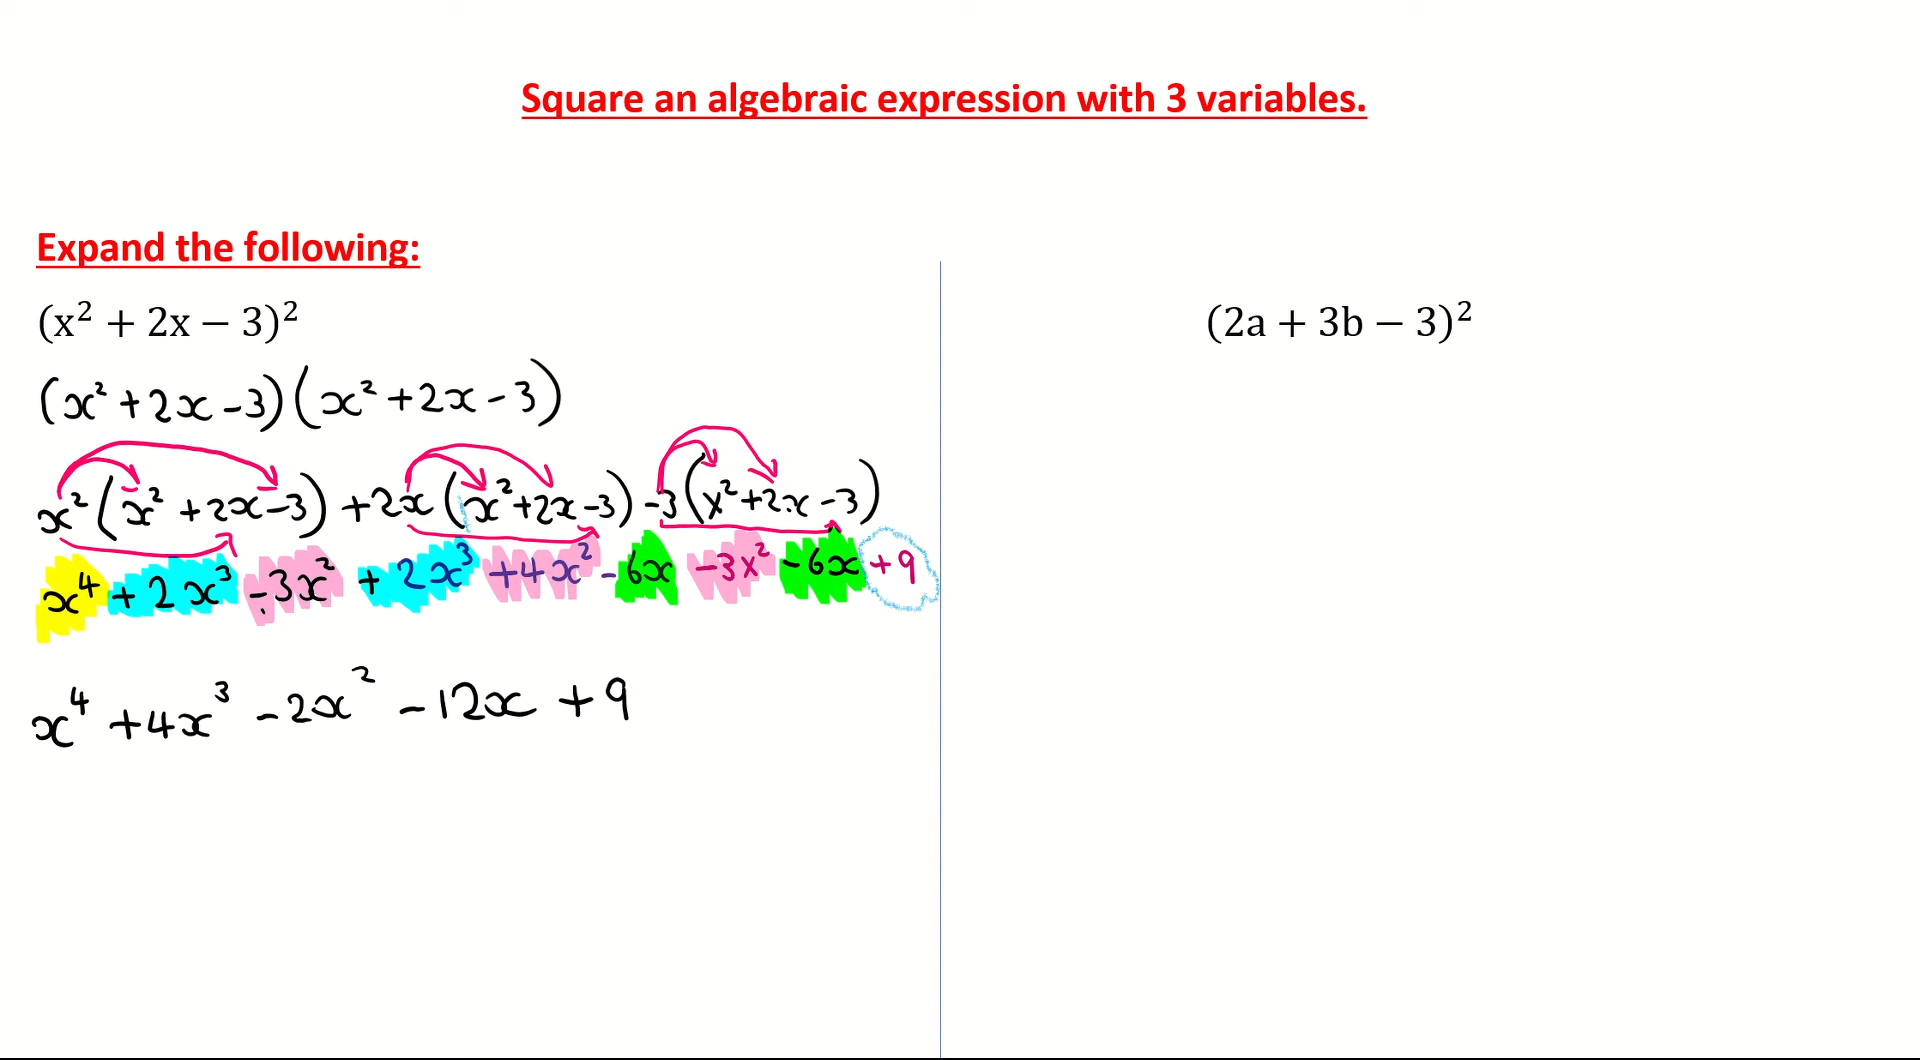 Square an algebraic expression with 3 variables.
Expand the following:
(x² + 2x − 3)²
(x² + 2x − 3)(x² + 2x − 3)
x²(x² + 2x − 3) + 2x(x² + 2x − 3) − 3(x² + 2x − 3)
x⁴ + 2x³ − 3x² + 2x³ + 4x² − 6x − 3x² − 6x + 9
x⁴ + 4x³ − 2x² − 12x + 9
(2a + 3b − 3)²